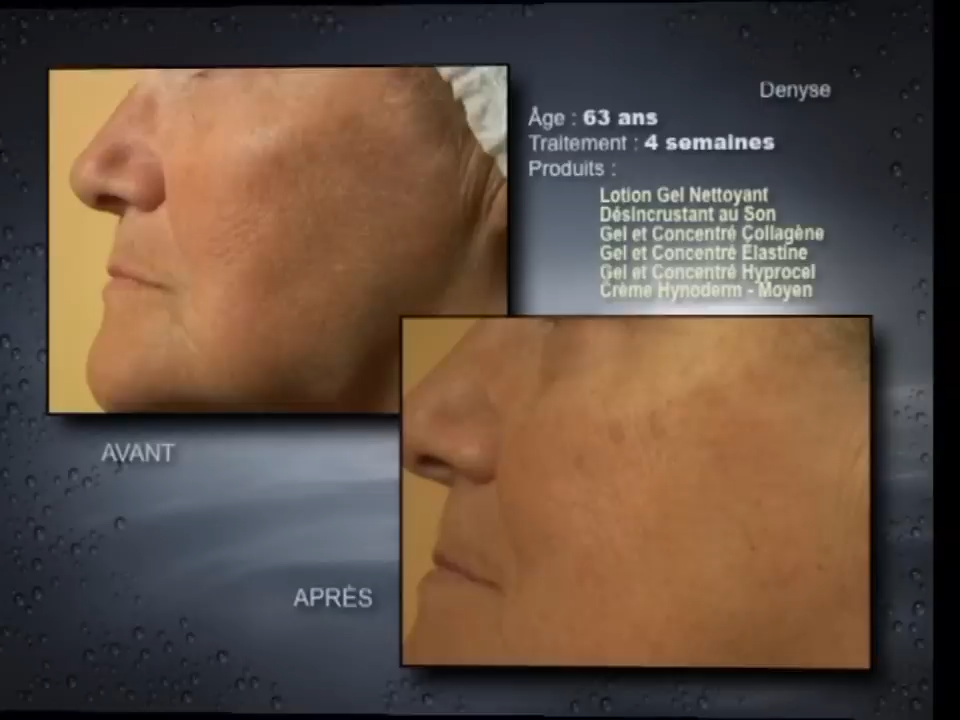 Denyse
Âge : 63 ans
Traitement : 4 semaines
Produits :
Lotion Gel Nettoyant
Désincrustant au Son
Gel et Concentré Collagène
Gel et Concentré Élastine
Gel et Concentré Hyprocel
Crème Hynoderm - Moyen
AVANT
APRÈS